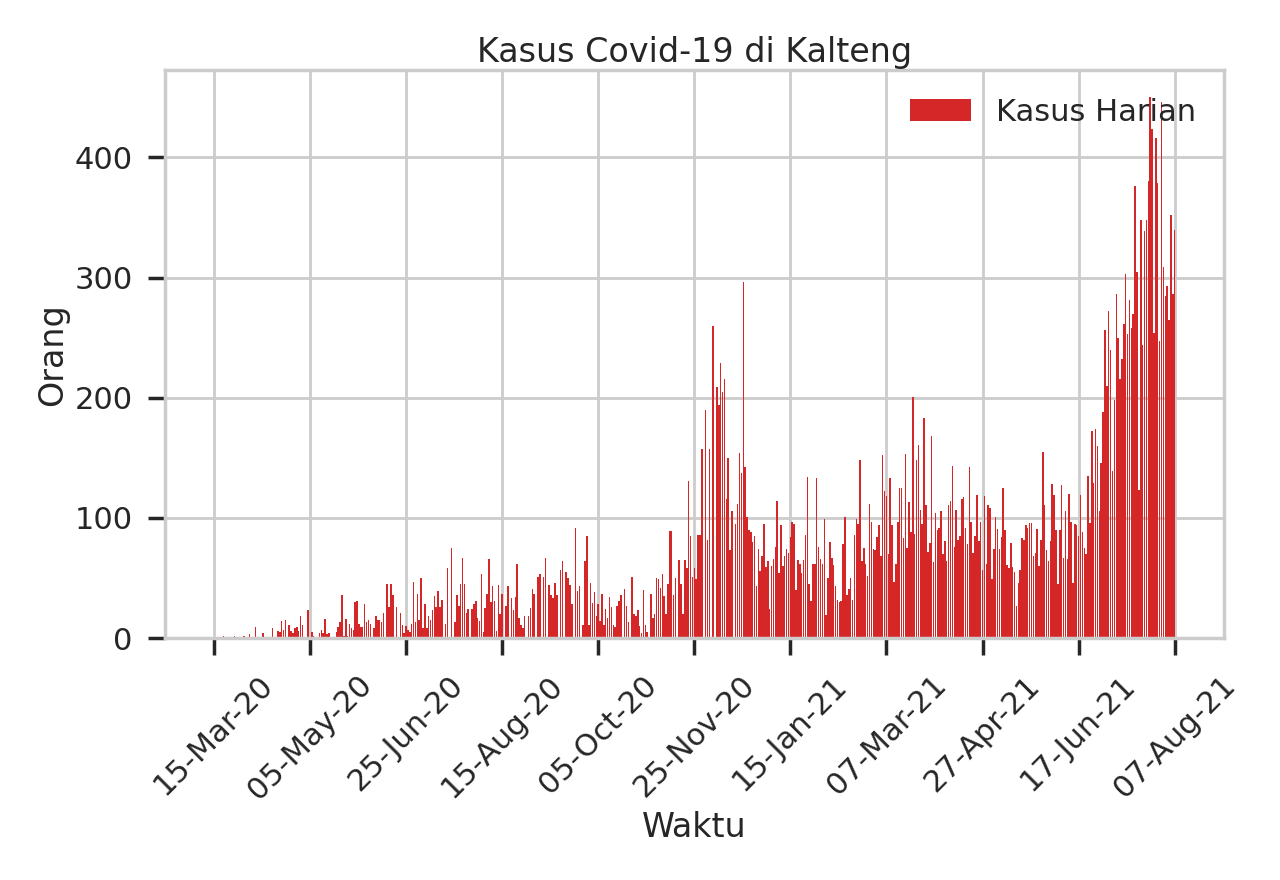 Kasus Covid-19 di Kalteng
Kasus Harian
400
300
200
100
0
Orang
15-Mar-20
05-May-20
25-Jun-20
15-Aug-20
05-Oct-20
25-Nov-20
15-Jan-21
07-Mar-21
27-Apr-21
17-Jun-21
07-Aug-21
Waktu